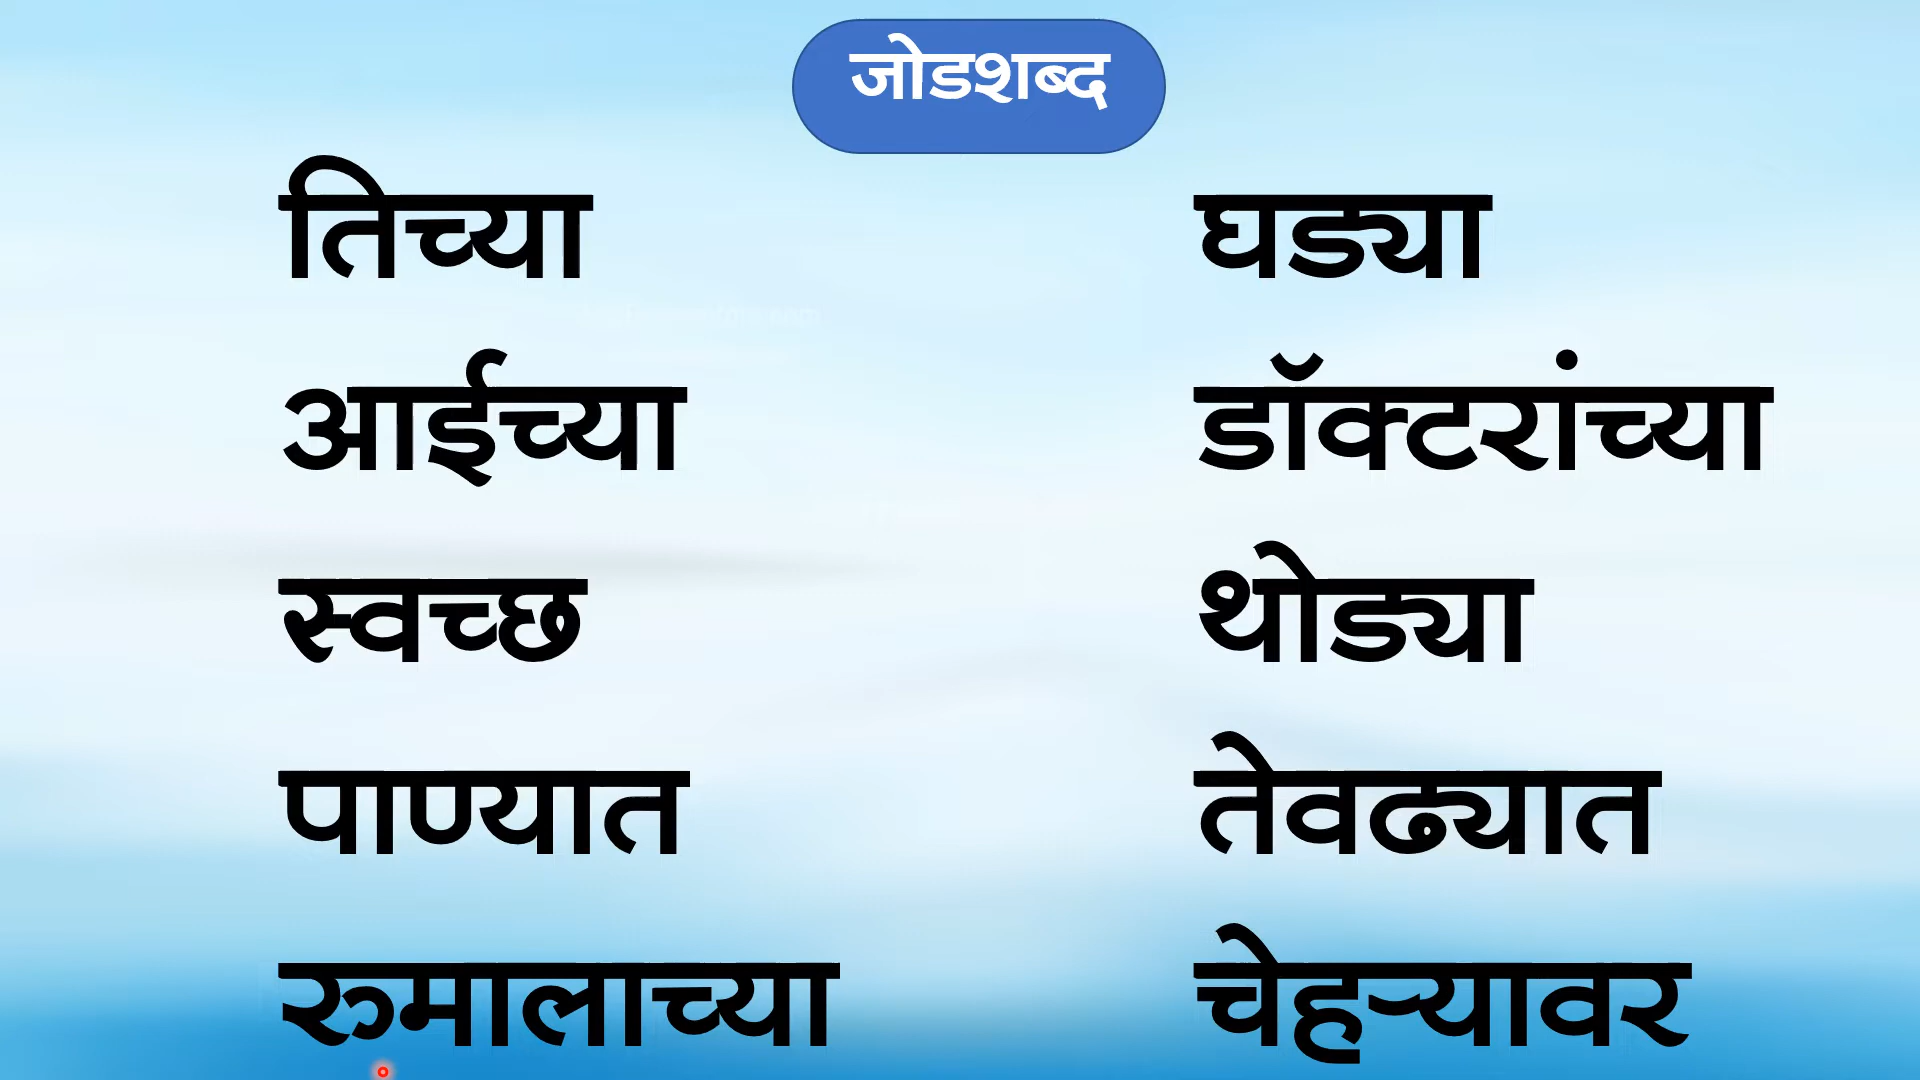 जोडशब्द
तिच्या
आईच्या
स्वच्छ
पाण्यात
रुमालाच्या
घड्या
डॉक्टरांच्या
थोड्या
तेवढ्यात
चेहऱ्यावर